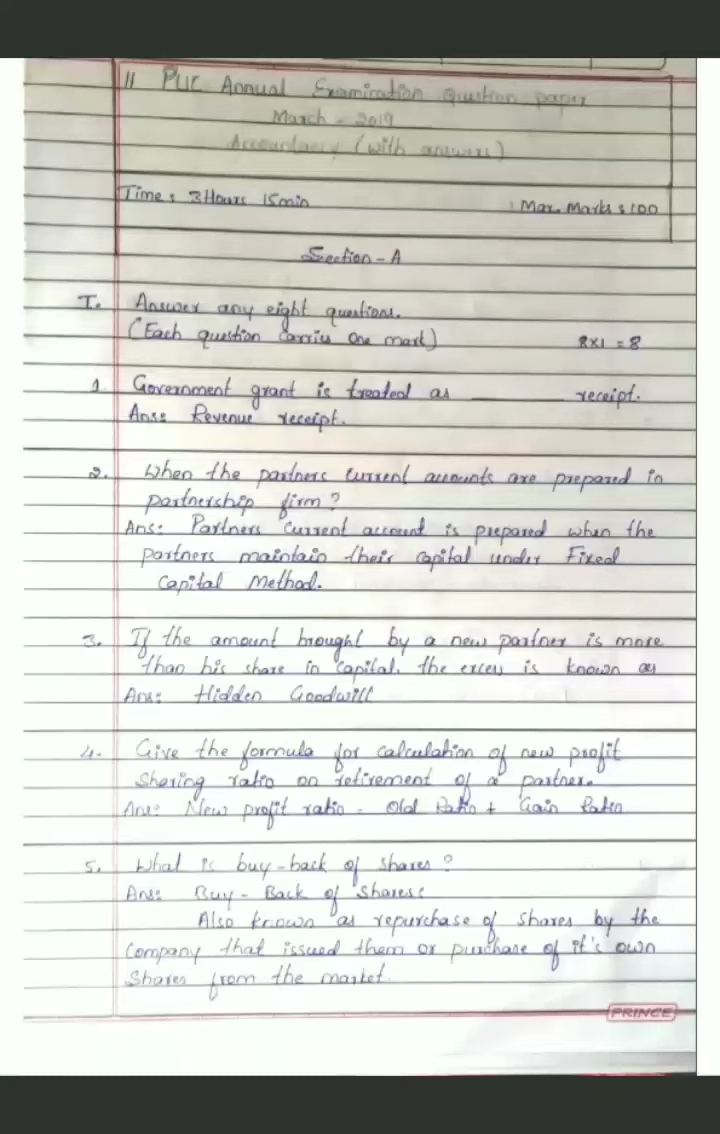 II PUC Annual Examination Question paper
March - 2019
Accountancy (with answers)
Time : 3 Hours 15 min : Max. Marks : 100
Section - A
I. Answer any eight questions.
(Each question carries One mark) 8x1 = 8
1. Government grant is treated as ________ receipt.
Ans: Revenue receipt.
2. When the partners current accounts are prepared in
partnership firm?
Ans: Partners current account is prepared when the
partners maintain their capital under Fixed
Capital Method.
3. If the amount brought by a new partner is more
than his share in capital, the excess is known as
Ans: Hidden Goodwill
4. Give the formula for calculation of new profit
sharing ratio on retirement of a partner.
Ans: New profit ratio = Old Ratio + Gain Ratio
5. What is buy-back of shares?
Ans: Buy - Back of Shares:
Also known as repurchase of shares by the
Company that issued them or purchase of it's own
Shares from the market.
PRINCE